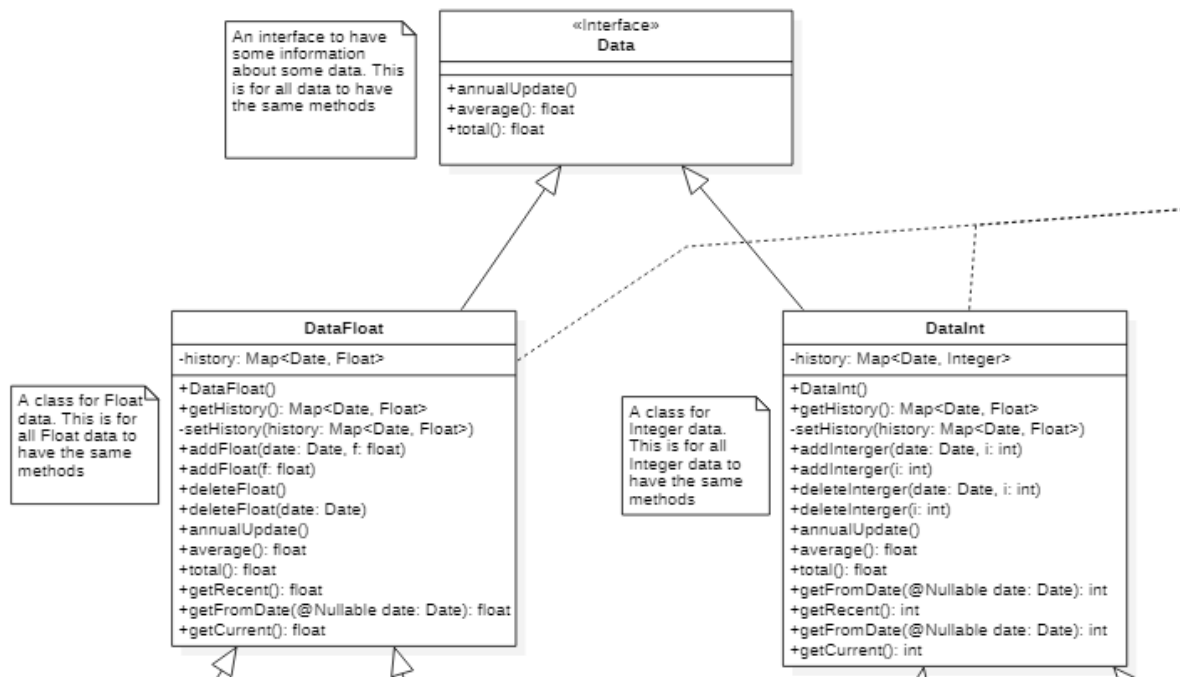 An interface to have
some information
about some data. This
is for all data to have
the same methods
«Interface»
Data
+annualUpdate()
+average(): float
+total(): float
DataFloat
-history: Map<Date, Float>
+DataFloat()
+getHistory(): Map<Date, Float>
-setHistory(history: Map<Date, Float>)
+addFloat(date: Date, f: float)
+addFloat(f: float)
+deleteFloat()
+deleteFloat(date: Date)
+annualUpdate()
+average(): float
+total(): float
+getRecent(): float
+getFromDate(@Nullable date: Date): float
+getCurrent(): float
A class for Float
data. This is for
all Float data to
have the same
methods
DataInt
-history: Map<Date, Integer>
+DataInt()
+getHistory(): Map<Date, Float>
-setHistory(history: Map<Date, Float>)
+addInterger(date: Date, i: int)
+addInterger(i: int)
+deleteInterger(date: Date, i: int)
+deleteInterger(i: int)
+annualUpdate()
+average(): float
+total(): float
+getFromDate(@Nullable date: Date): int
+getRecent(): int
+getFromDate(@Nullable date: Date): int
+getCurrent(): int
A class for
Integer data.
This is for all
Integer data to
have the same
methods